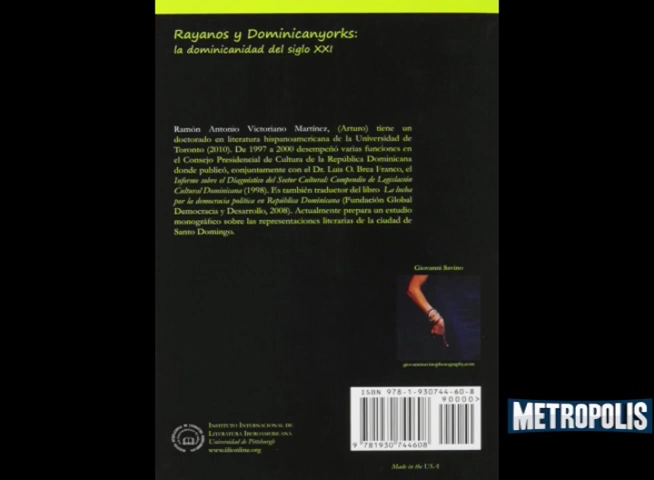 Rayanos y Dominicanyorks:
la dominicanidad del siglo XXI
Ramón Antonio Victoriano Martínez, (Arturo) tiene un
doctorado en literatura hispanoamericana de la Universidad de
Toronto (2010). De 1997 a 2000 desempeñó varias funciones en
el Consejo Presidencial de Cultura de la República Dominicana
donde publicó, conjuntamente con el Dr. Luis O. Brea Franco, el
Informe sobre el Diagnóstico del Sector Cultural: Compendio de Legislación
Cultural Dominicana (1998). Es también traductor del libro La lucha
por la democracia política en República Dominicana (Fundación Global
Democracia y Desarrollo, 2008). Actualmente prepara un estudio
monográfico sobre las representaciones literarias de la ciudad de
Santo Domingo.
Giovanni Savino
giovannisavinophotography.com
ISBN 978-1-930744-60-8
90000>
9 781930 744608
Instituto Internacional de
Literatura Iberoamericana
Universidad de Pittsburgh
www.iilionline.org
Made in the USA
METROPOLIS